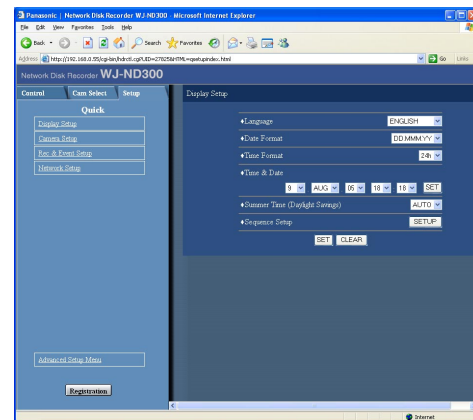 Panasonic | Network Disk Recorder WJ-ND300 - Microsoft Internet Explorer
File Edit View Favorites Tools Help
Back Search Favorites
Address http://192.168.0.55/cgi-bin/hdrctl.cgi?UID=27825&HTML=qsetupindex.html Go Links
Network Disk Recorder WJ-ND300
Control Cam Select Setup
Quick
Display Setup
Camera Setup
Rec. & Event Setup
Network Setup
Advanced Setup Menu
Registration
Display Setup
♦Language ENGLISH
♦Date Format DD.MMM.YY
♦Time Format 24h
♦Time & Date
9 AUG 05 18 18 SET
♦Summer Time (Daylight Savings) AUTO
♦Sequence Setup SETUP
SET CLEAR
Internet